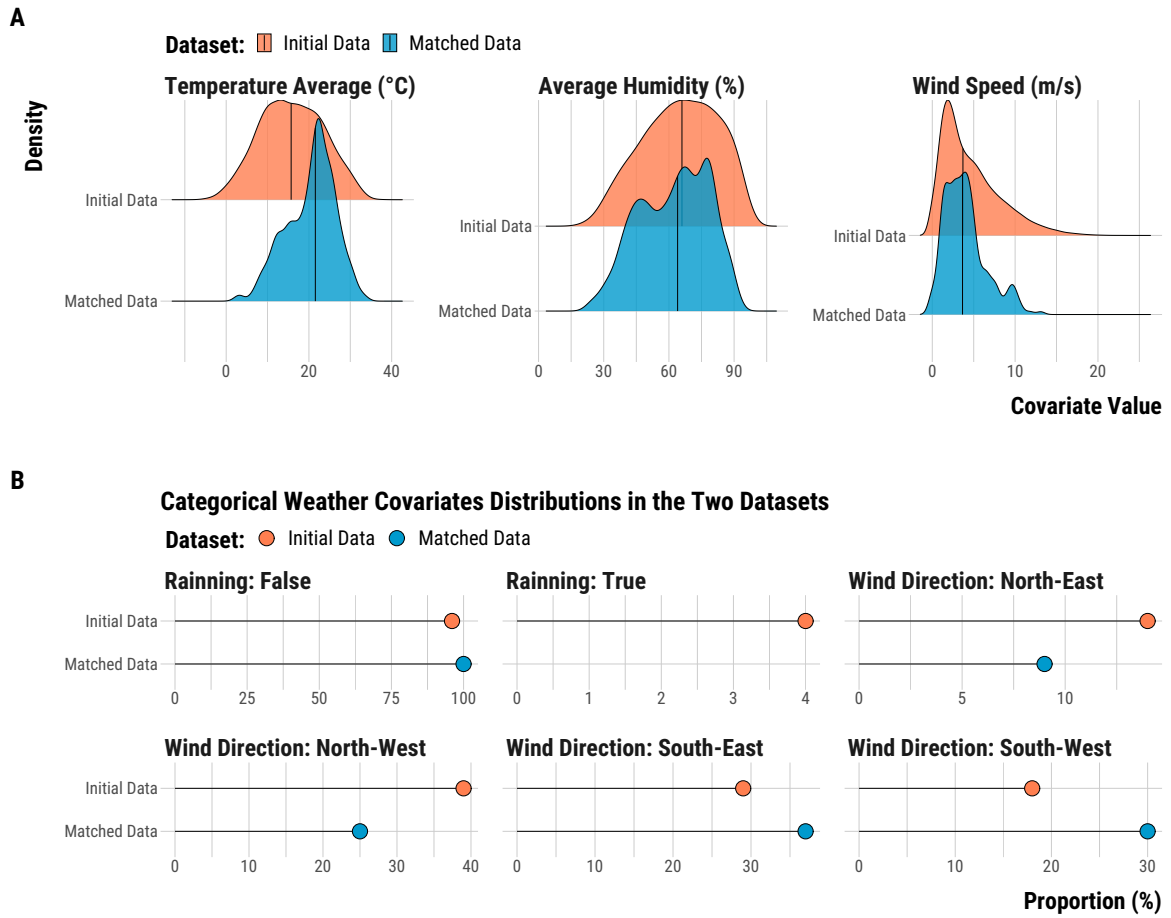 A
Dataset: Initial Data Matched Data
Temperature Average (°C) Average Humidity (%) Wind Speed (m/s)
Density
Initial Data
Matched Data
0 20 40
Initial Data
Matched Data
0 30 60 90
Initial Data
Matched Data
0 10 20
Covariate Value
B
Categorical Weather Covariates Distributions in the Two Datasets
Dataset: Initial Data Matched Data
Rainning: False Rainning: True Wind Direction: North-East
Initial Data
Matched Data
0 25 50 75 100 0 1 2 3 4 0 5 10
Wind Direction: North-West Wind Direction: South-East Wind Direction: South-West
Initial Data
Matched Data
0 10 20 30 40 0 10 20 30 0 10 20 30
Proportion (%)